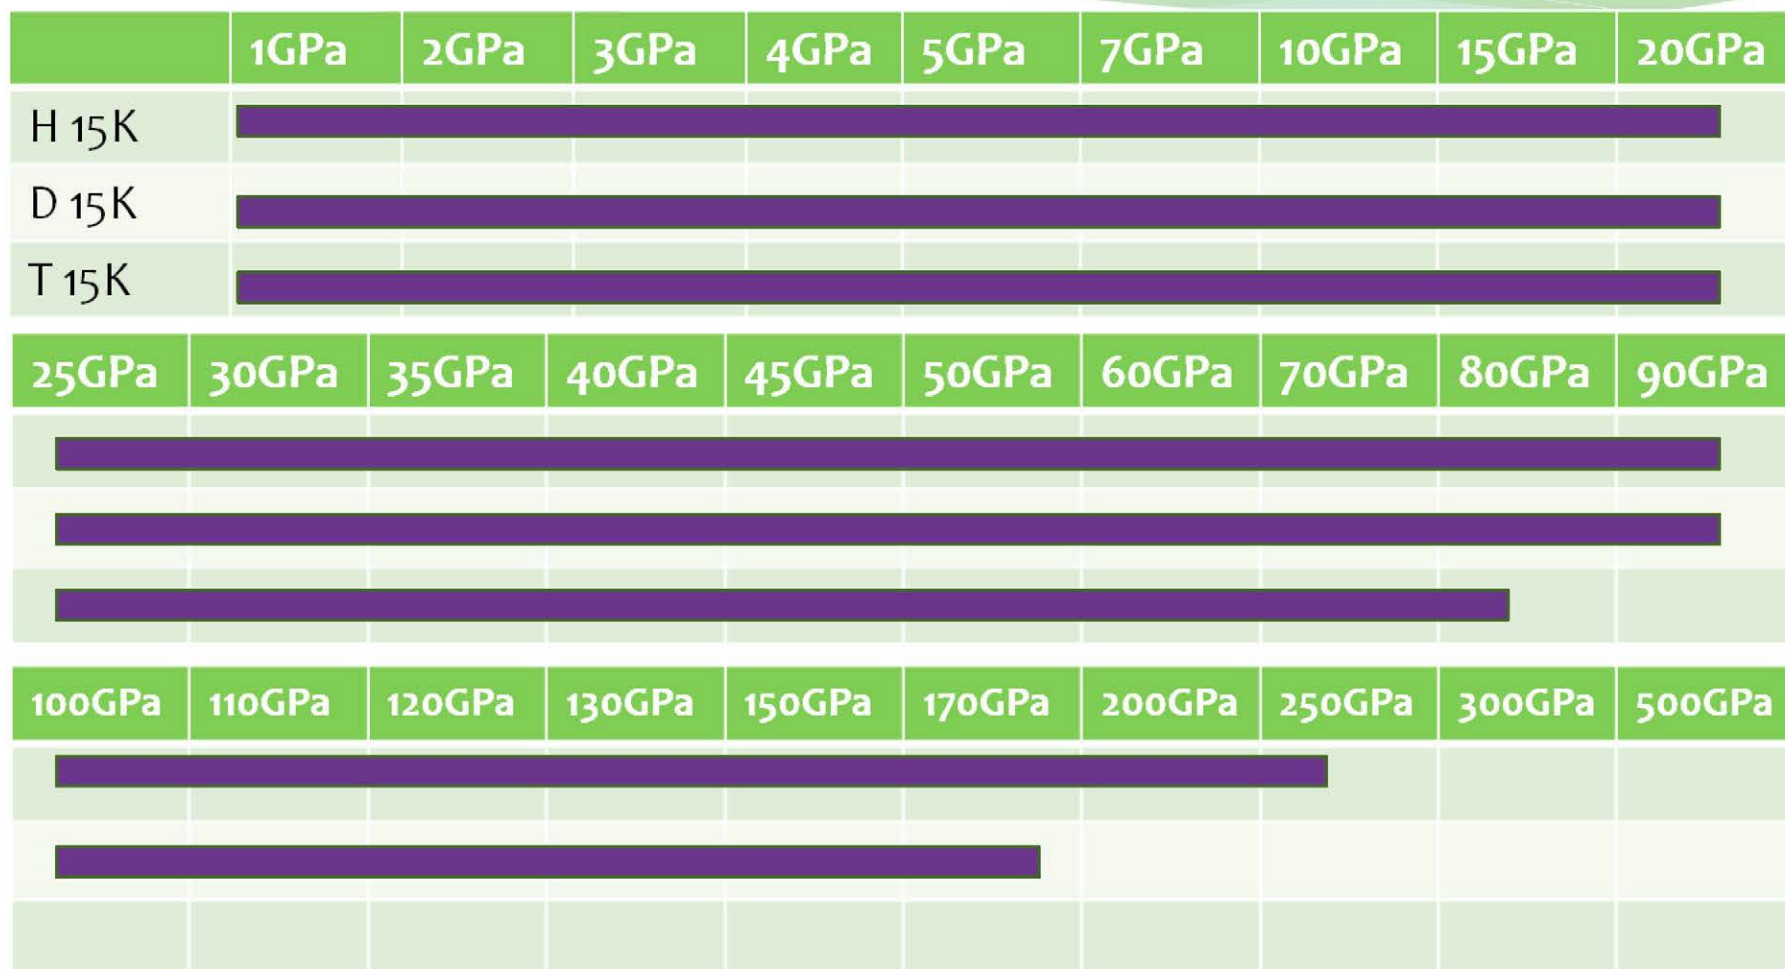 1GPa 2GPa 3GPa 4GPa 5GPa 7GPa 10GPa 15GPa 20GPa
H 15K
D 15K
T 15K
25GPa 30GPa 35GPa 40GPa 45GPa 50GPa 60GPa 70GPa 80GPa 90GPa
100GPa 110GPa 120GPa 130GPa 150GPa 170GPa 200GPa 250GPa 300GPa 500GPa